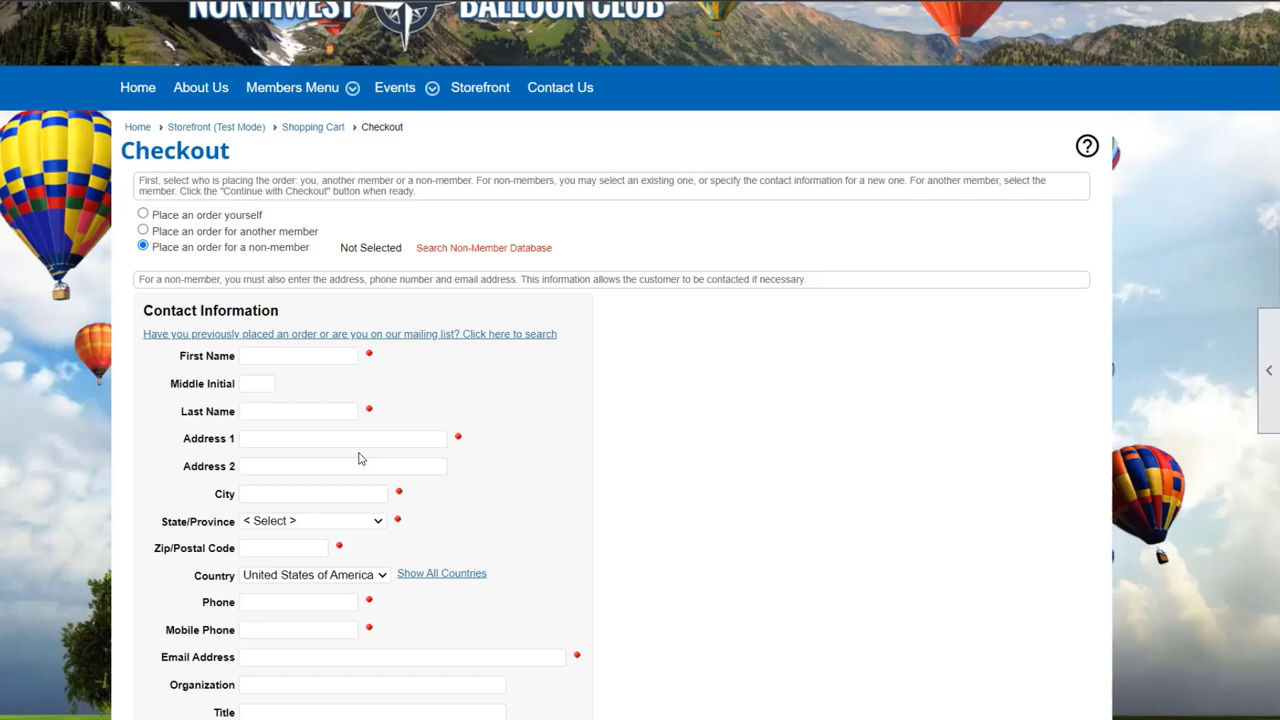 NORTHWEST BALLOON CLUB
Home About Us Members Menu Events Storefront Contact Us
Home › Storefront (Test Mode) › Shopping Cart › Checkout
Checkout
?
First, select who is placing the order: you, another member or a non-member. For non-members, you may select an existing one, or specify the contact information for a new one. For another member, select the
member. Click the "Continue with Checkout" button when ready.
Place an order yourself
Place an order for another member
Place an order for a non-member Not Selected Search Non-Member Database
For a non-member, you must also enter the address, phone number and email address. This information allows the customer to be contacted if necessary.
Contact Information
Have you previously placed an order or are you on our mailing list? Click here to search
First Name
Middle Initial
Last Name
Address 1
Address 2
City
State/Province < Select >
Zip/Postal Code
Country United States of America Show All Countries
Phone
Mobile Phone
Email Address
Organization
Title